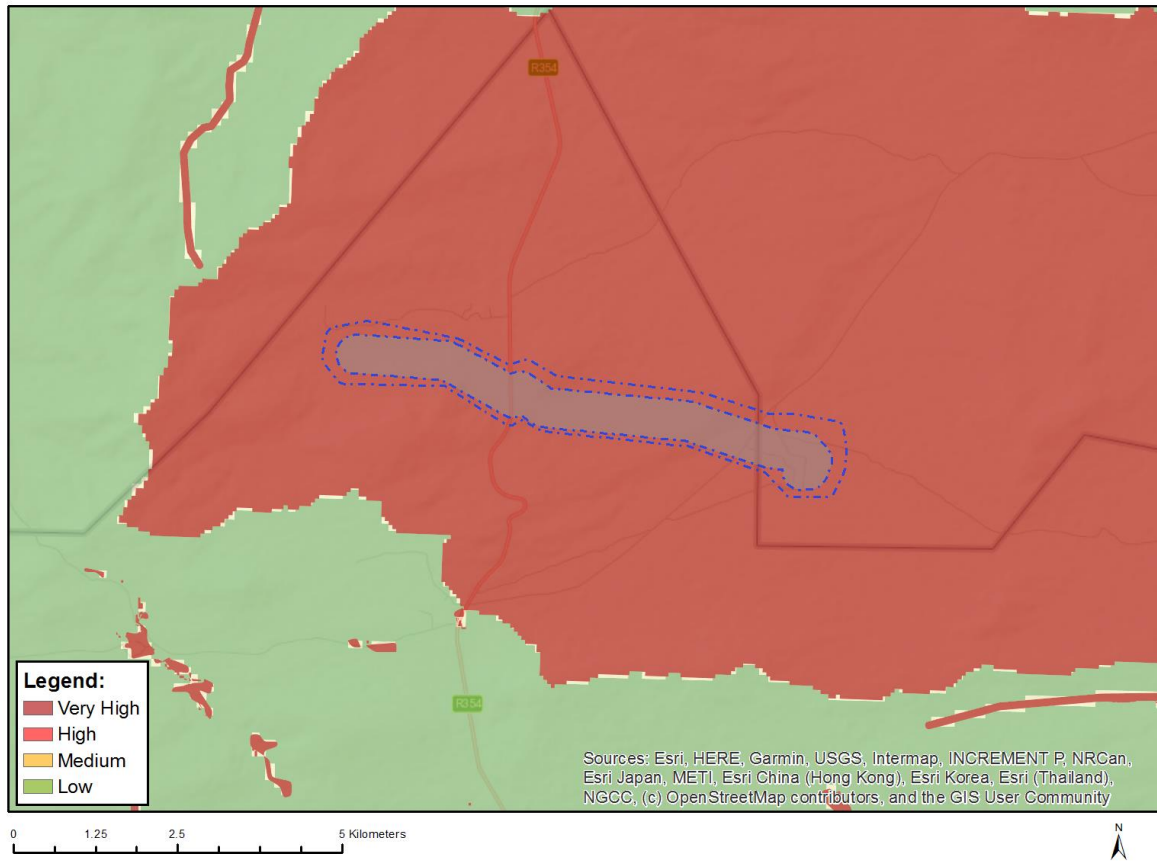 R354
R354
Legend:
Very High
High
Medium
Low
Sources: Esri, HERE, Garmin, USGS, Intermap, INCREMENT P, NRCan,
Esri Japan, METI, Esri China (Hong Kong), Esri Korea, Esri (Thailand),
NGCC, (c) OpenStreetMap contributors, and the GIS User Community
0 1.25 2.5 5 Kilometers
N